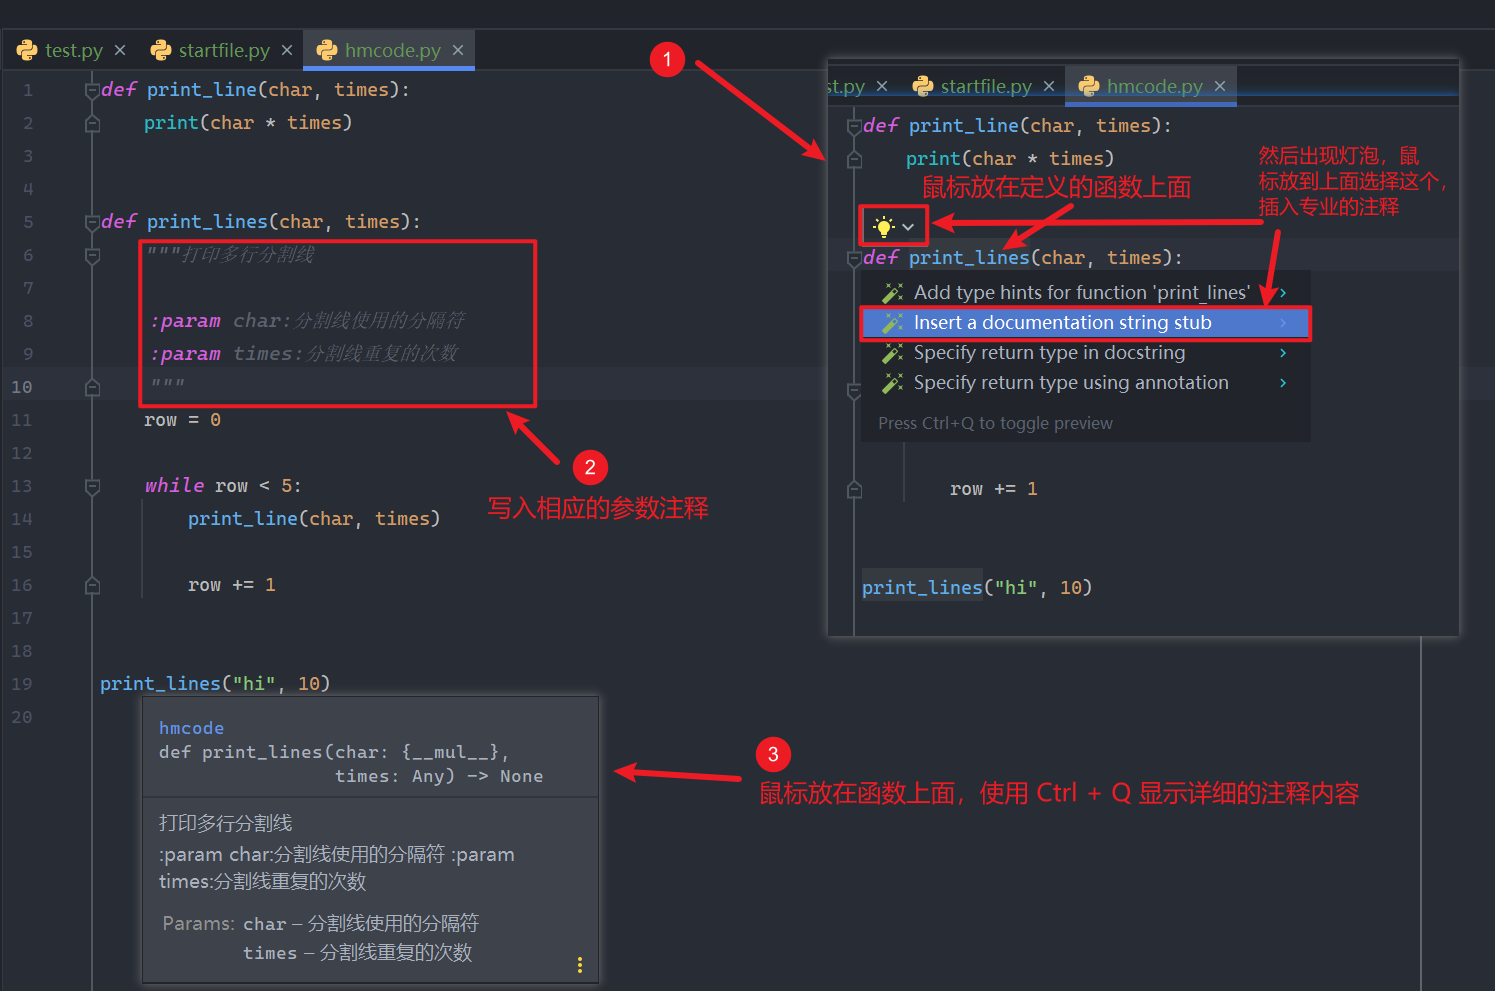 test.py
startfile.py
hmcode.py
1 def print_line(char, times):
2 print(char * times)
3
4
5 def print_lines(char, times):
6 """打印多行分割线
7
8 :param char:分割线使用的分隔符
9 :param times:分割线重复的次数
10 """
11 row = 0
12
13 while row < 5:
14 print_line(char, times)
15
16 row += 1
17
18
19 print_lines("hi", 10)
20
2
写入相应的参数注释
hmcode
def print_lines(char: {__mul__},
times: Any) -> None
打印多行分割线
:param char:分割线使用的分隔符 :param
times:分割线重复的次数
Params: char – 分割线使用的分隔符
times – 分割线重复的次数
3
鼠标放在函数上面，使用 Ctrl + Q 显示详细的注释内容
1
st.py
startfile.py
hmcode.py
def print_line(char, times):
print(char * times)
鼠标放在定义的函数上面
然后出现灯泡，鼠
标放到上面选择这个，
插入专业的注释
def print_lines(char, times):
Add type hints for function 'print_lines'
Insert a documentation string stub
Specify return type in docstring
Specify return type using annotation
Press Ctrl+Q to toggle preview
row += 1
print_lines("hi", 10)